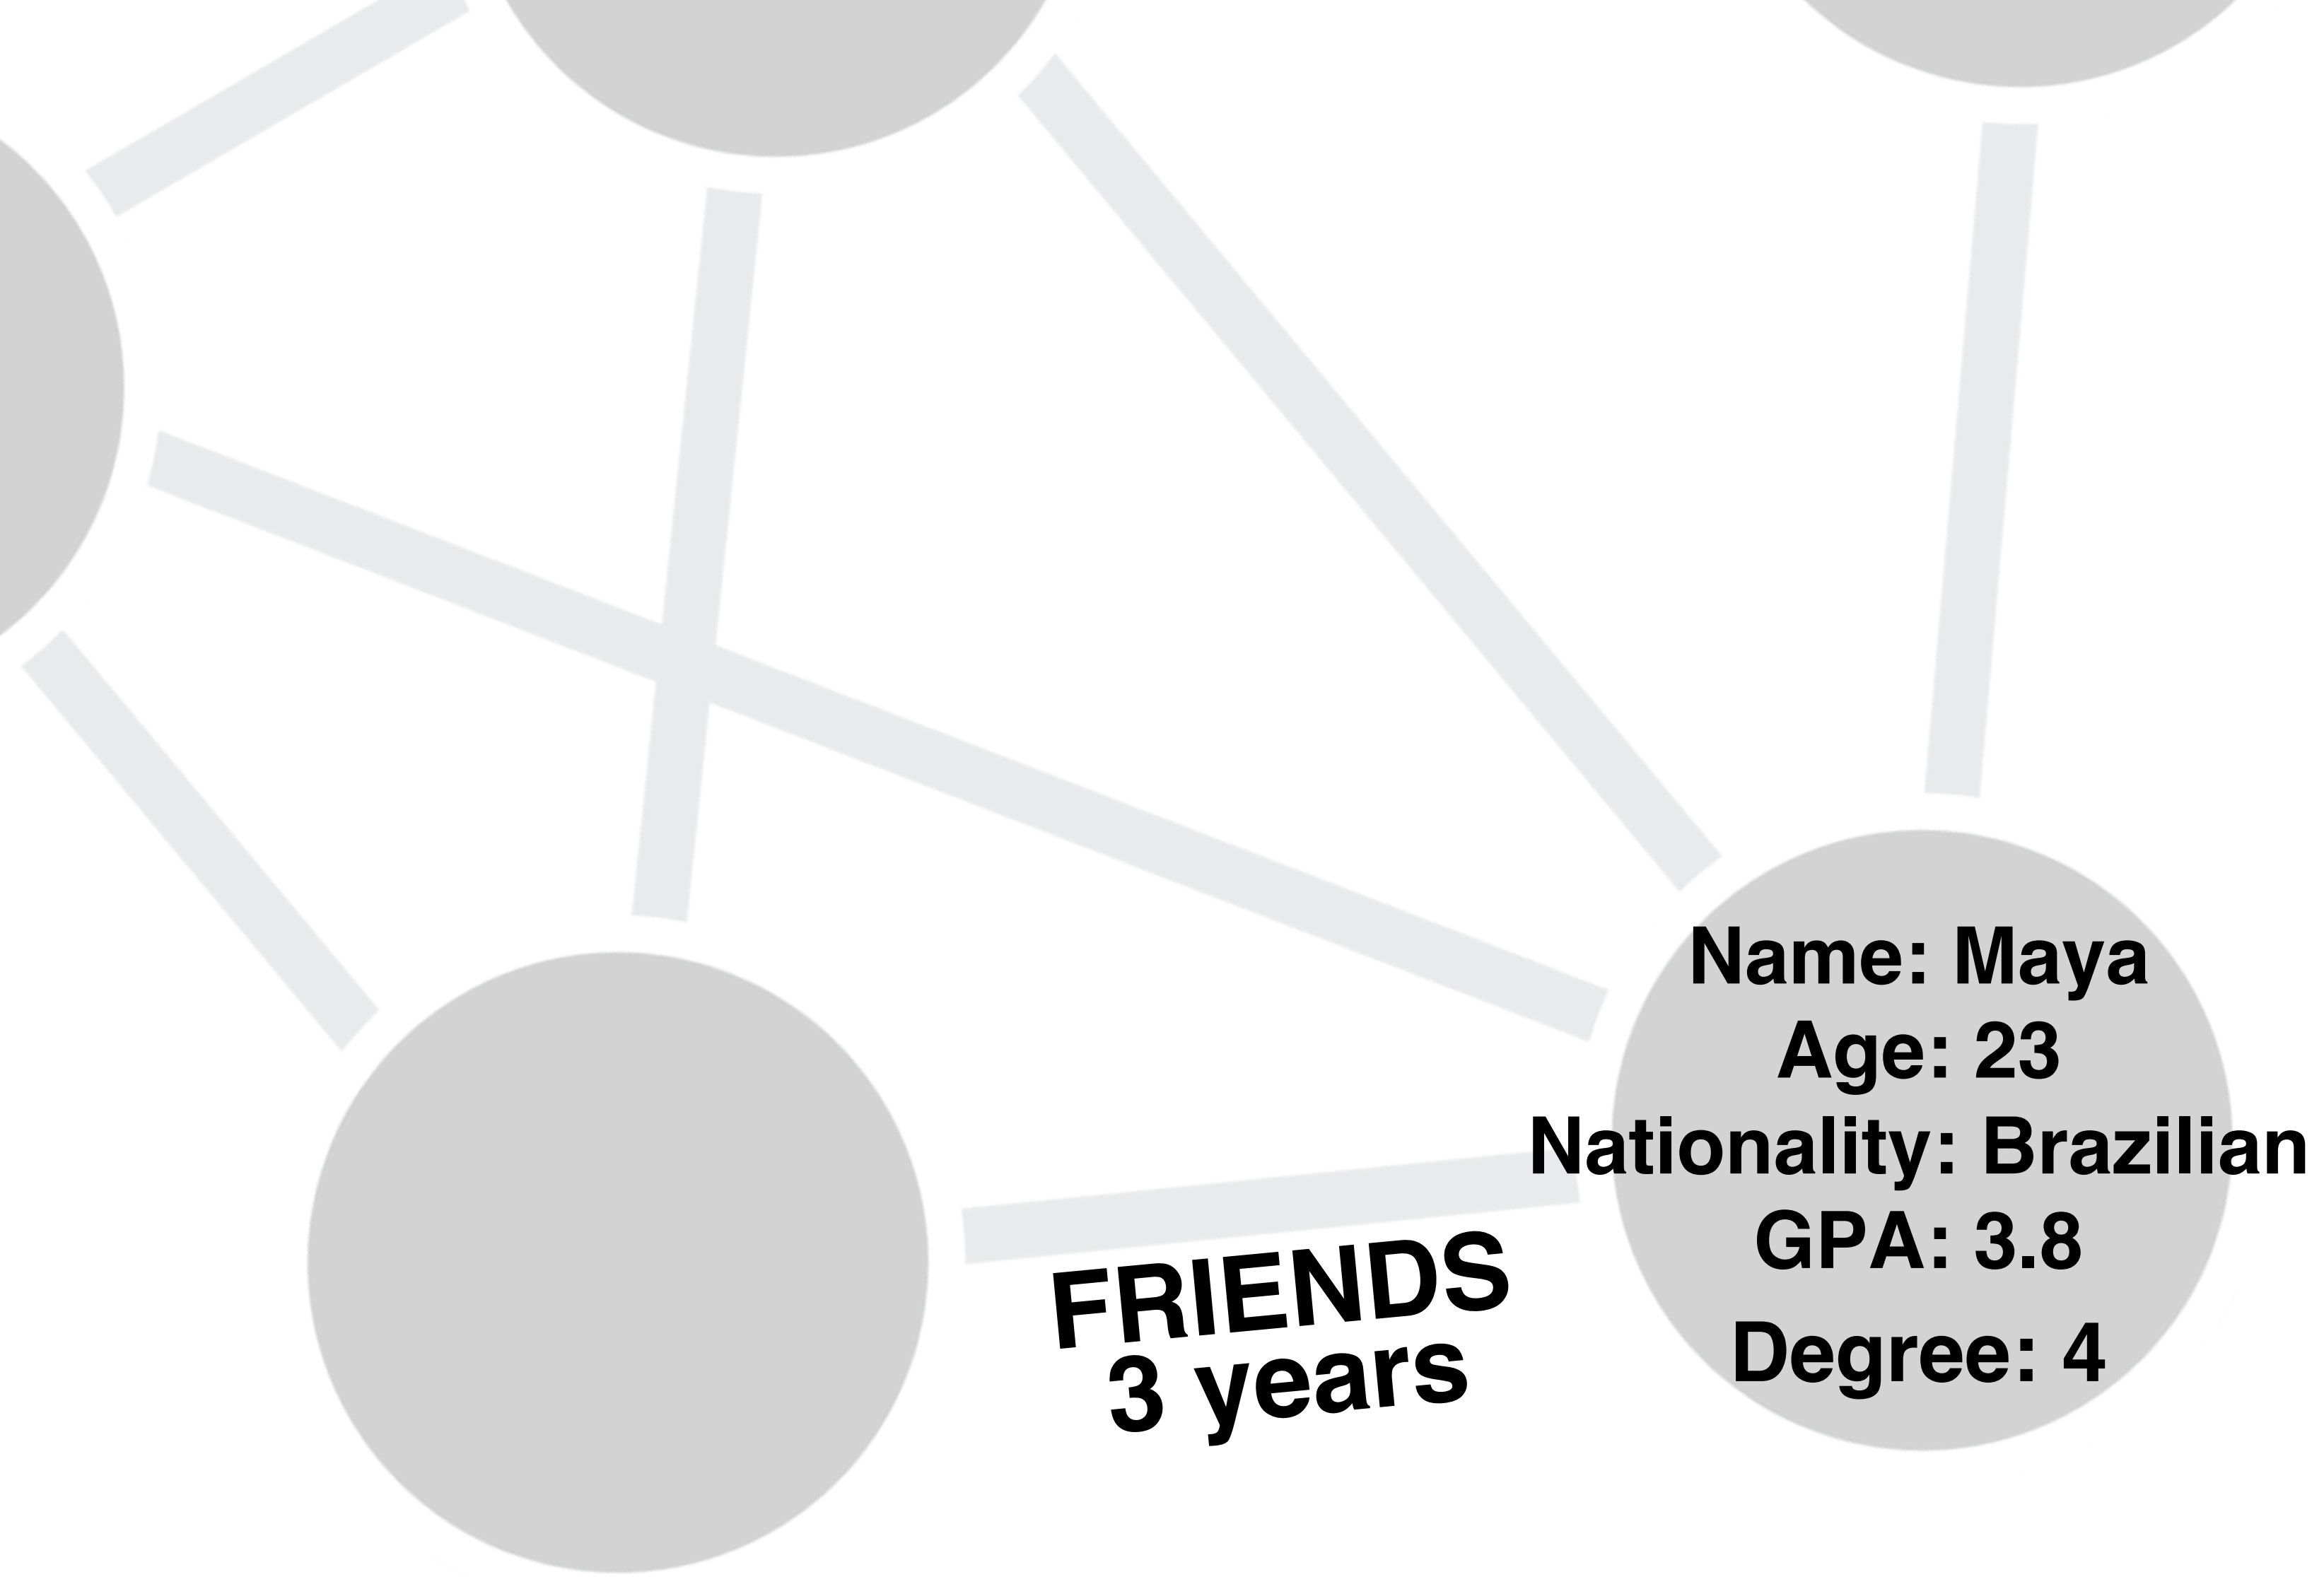 Name: Maya
Age: 23
Nationality: Brazilian
GPA: 3.8
Degree: 4
FRIENDS
3 years